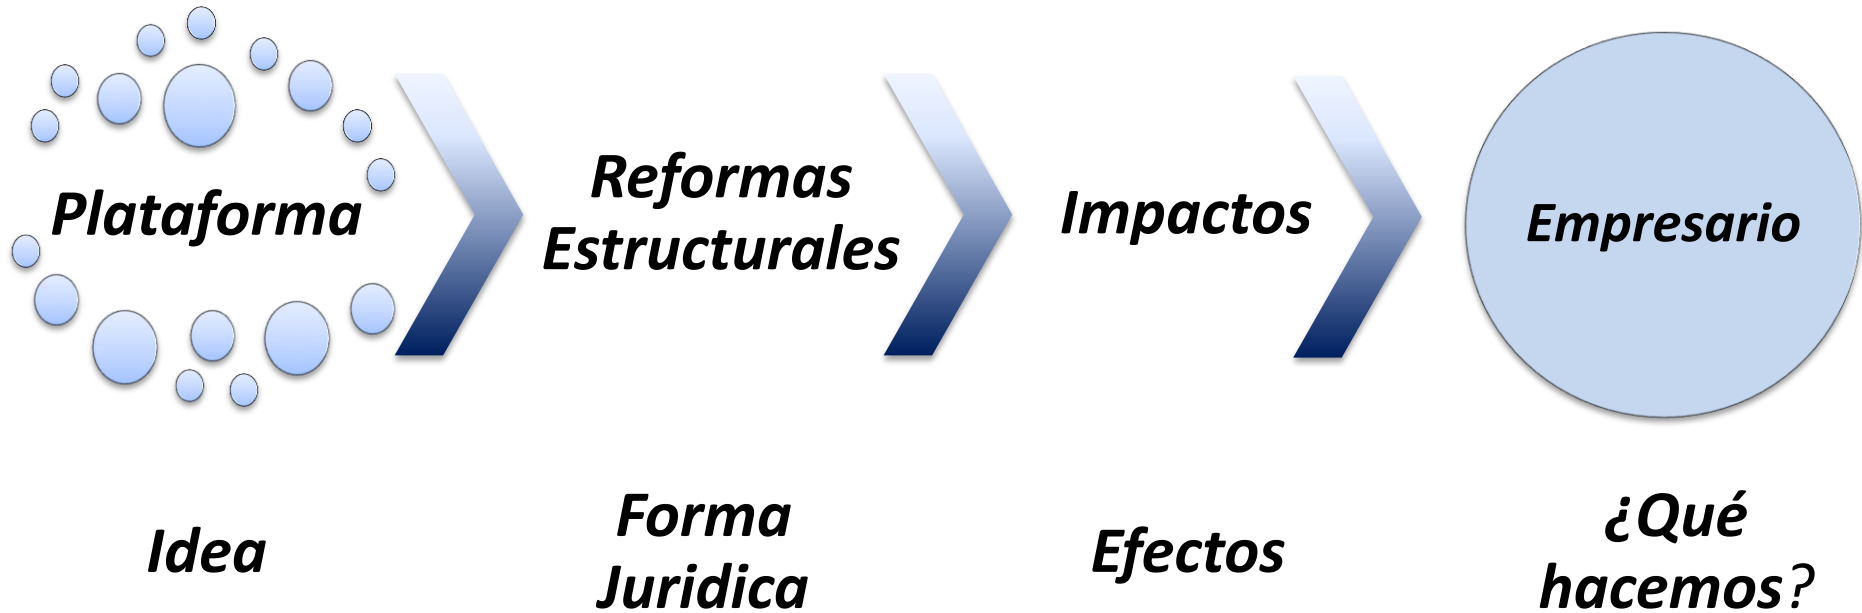 Plataforma
Reformas
Estructurales
Impactos
Empresario
Idea
Forma
Juridica
Efectos
¿Qué
hacemos?